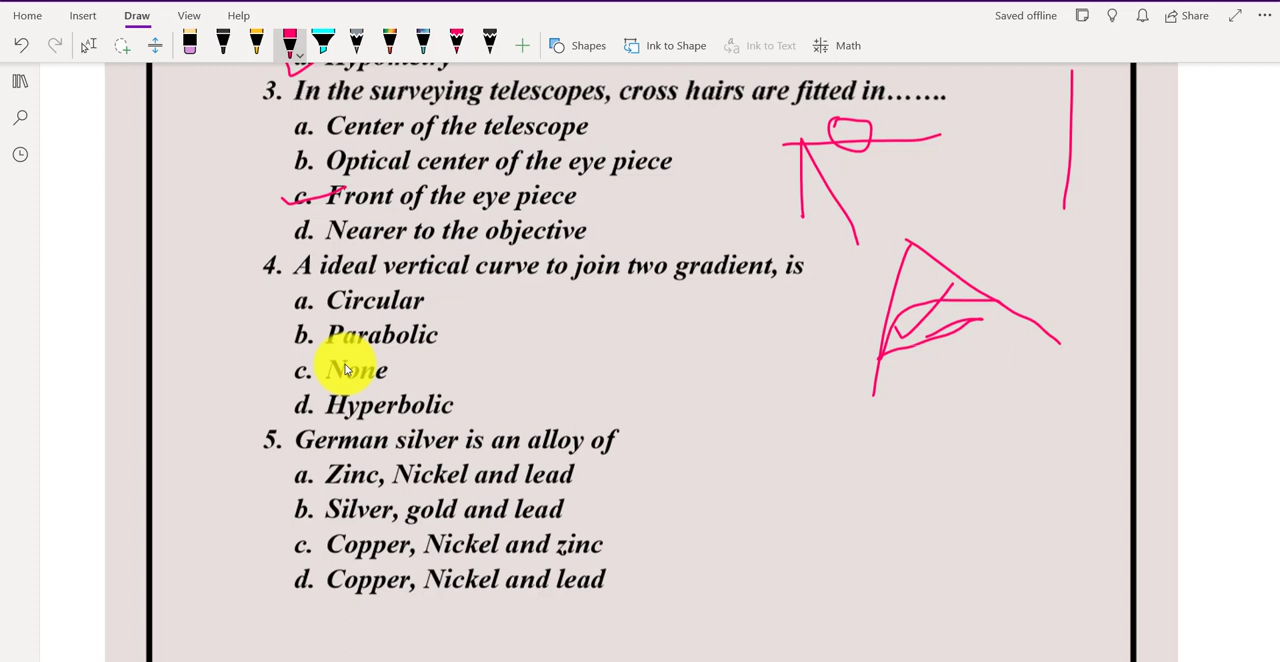 Home Insert Draw View Help Saved offline Share
Shapes Ink to Shape Ink to Text Math
3. In the surveying telescopes, cross hairs are fitted in…….
a. Center of the telescope
b. Optical center of the eye piece
c. Front of the eye piece
d. Nearer to the objective
4. A ideal vertical curve to join two gradient, is
a. Circular
b. Parabolic
c. None
d. Hyperbolic
5. German silver is an alloy of
a. Zinc, Nickel and lead
b. Silver, gold and lead
c. Copper, Nickel and zinc
d. Copper, Nickel and lead